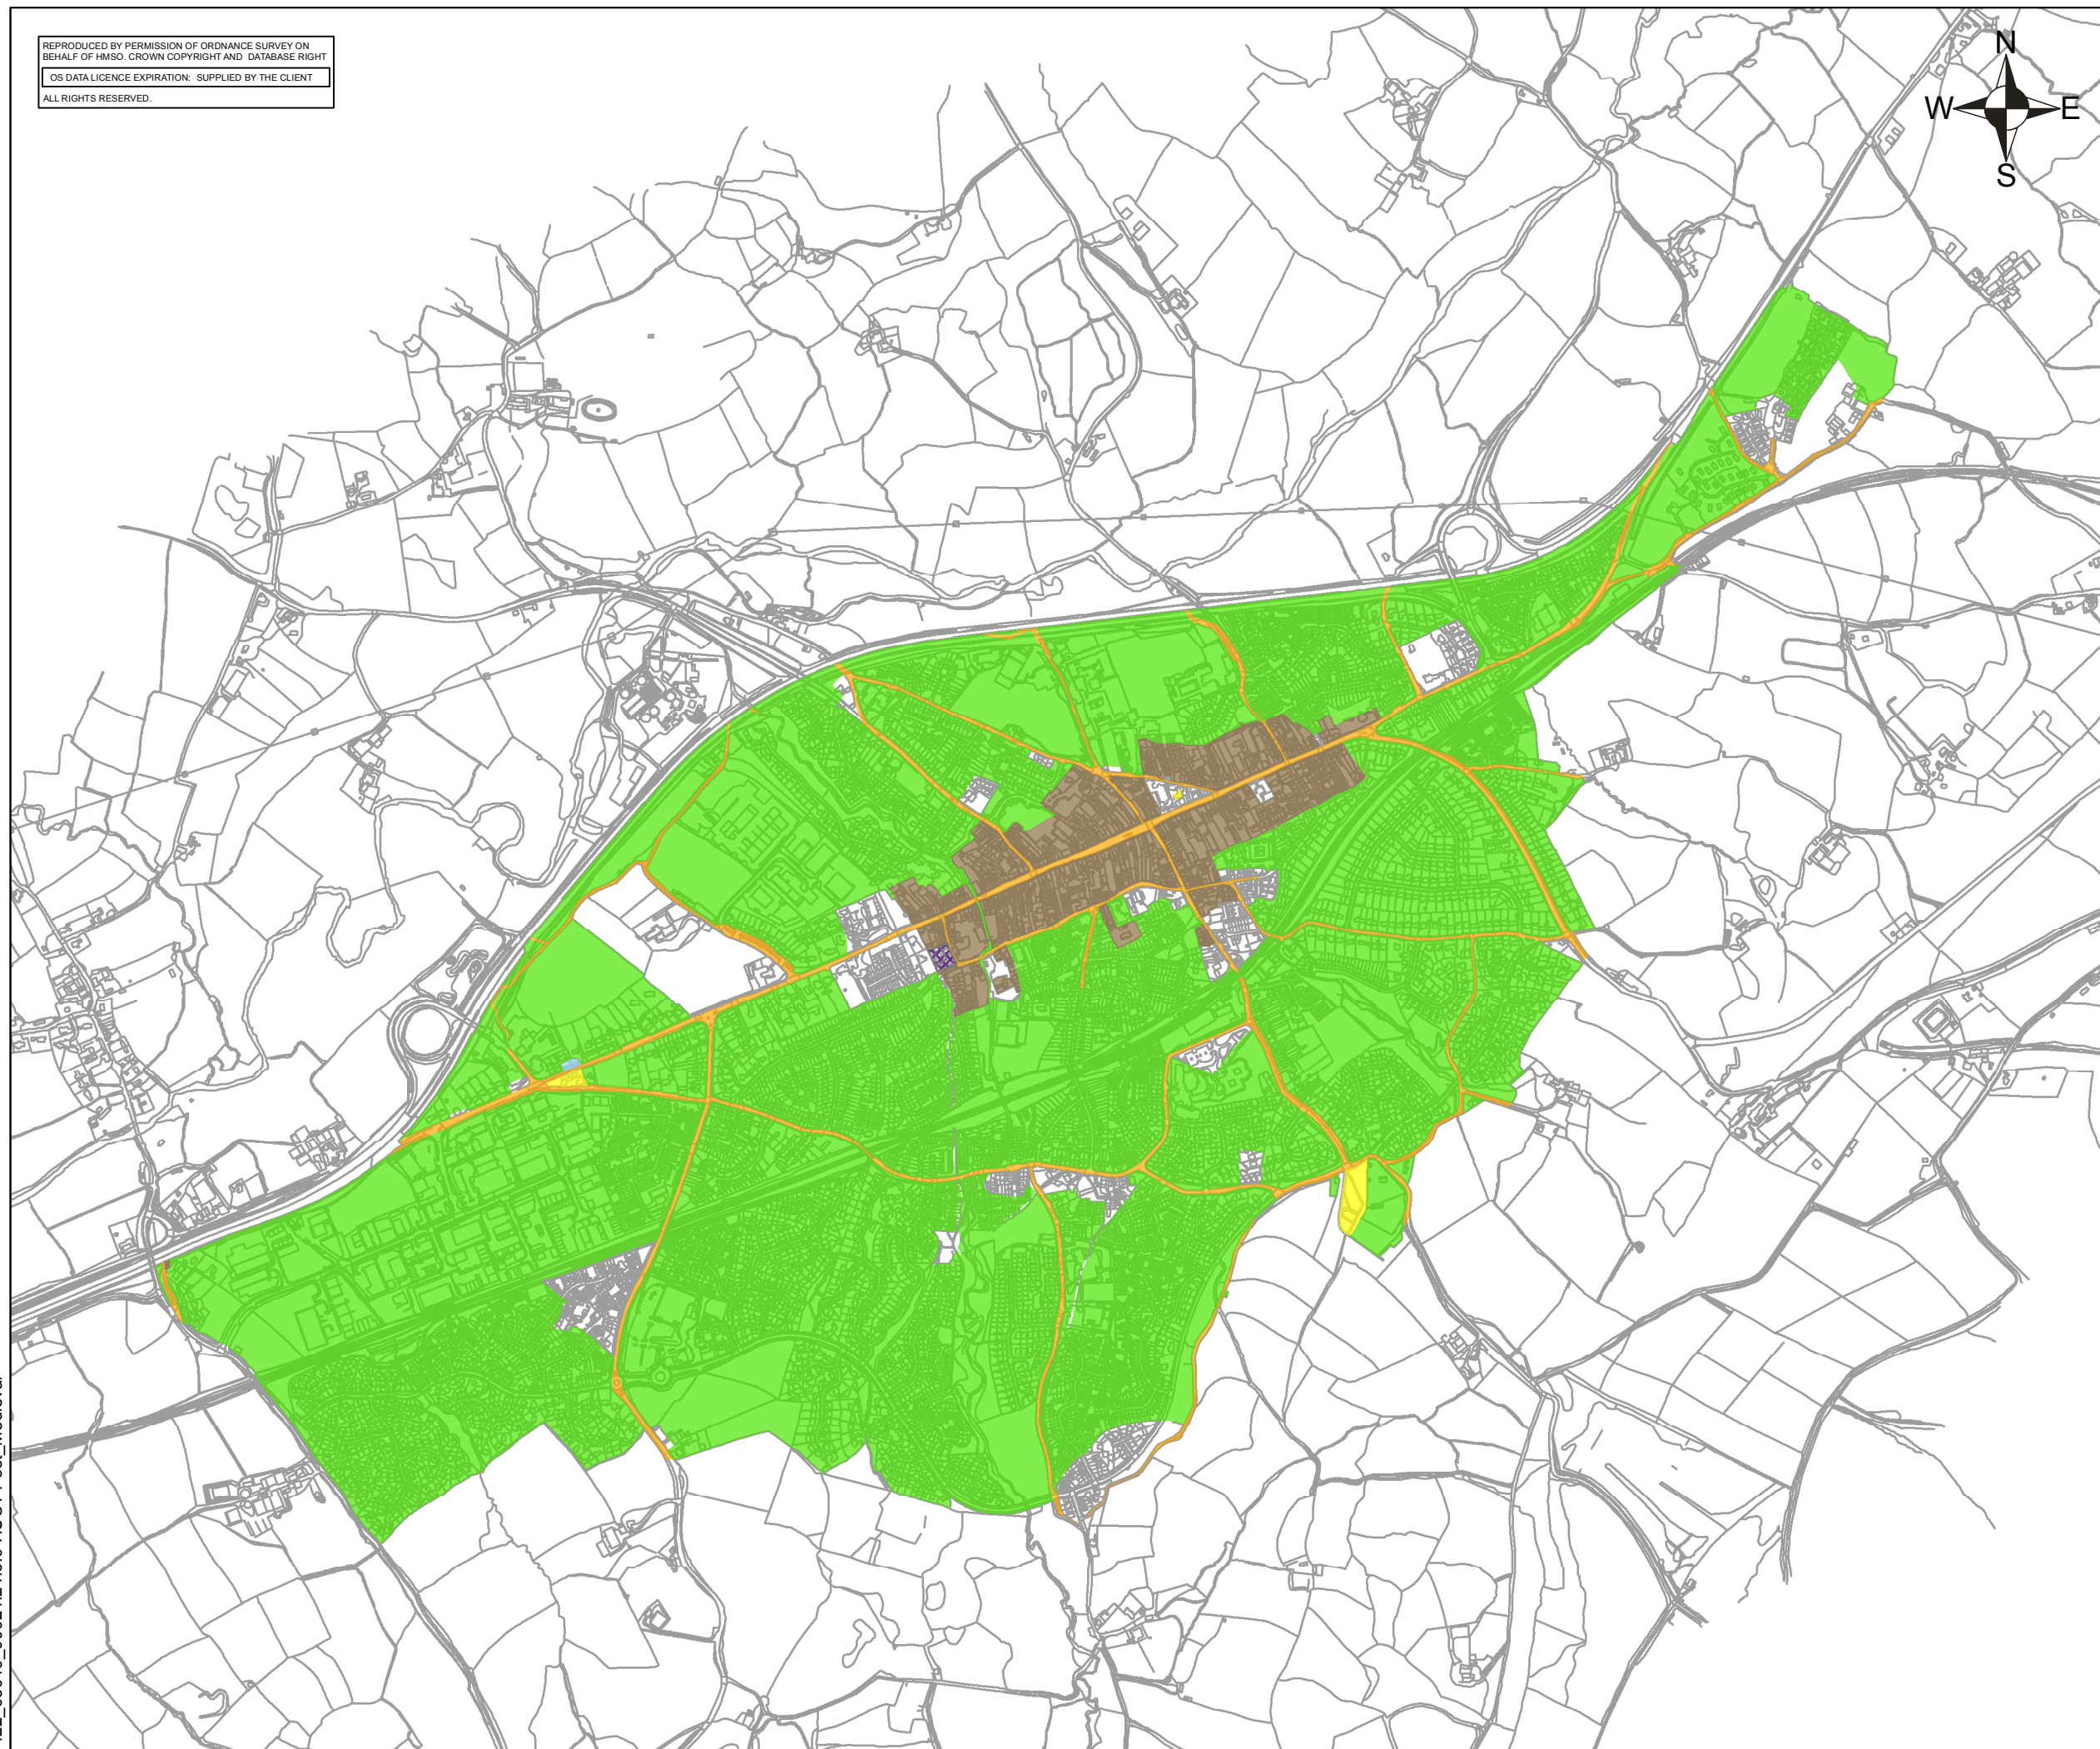 REPRODUCED BY PERMISSION OF ORDNANCE SURVEY ON
BEHALF OF HMSO. CROWN COPYRIGHT AND DATABASE RIGHT
OS DATA LICENCE EXPIRATION: SUPPLIED BY THE CLIENT
ALL RIGHTS RESERVED.
N
W
E
S